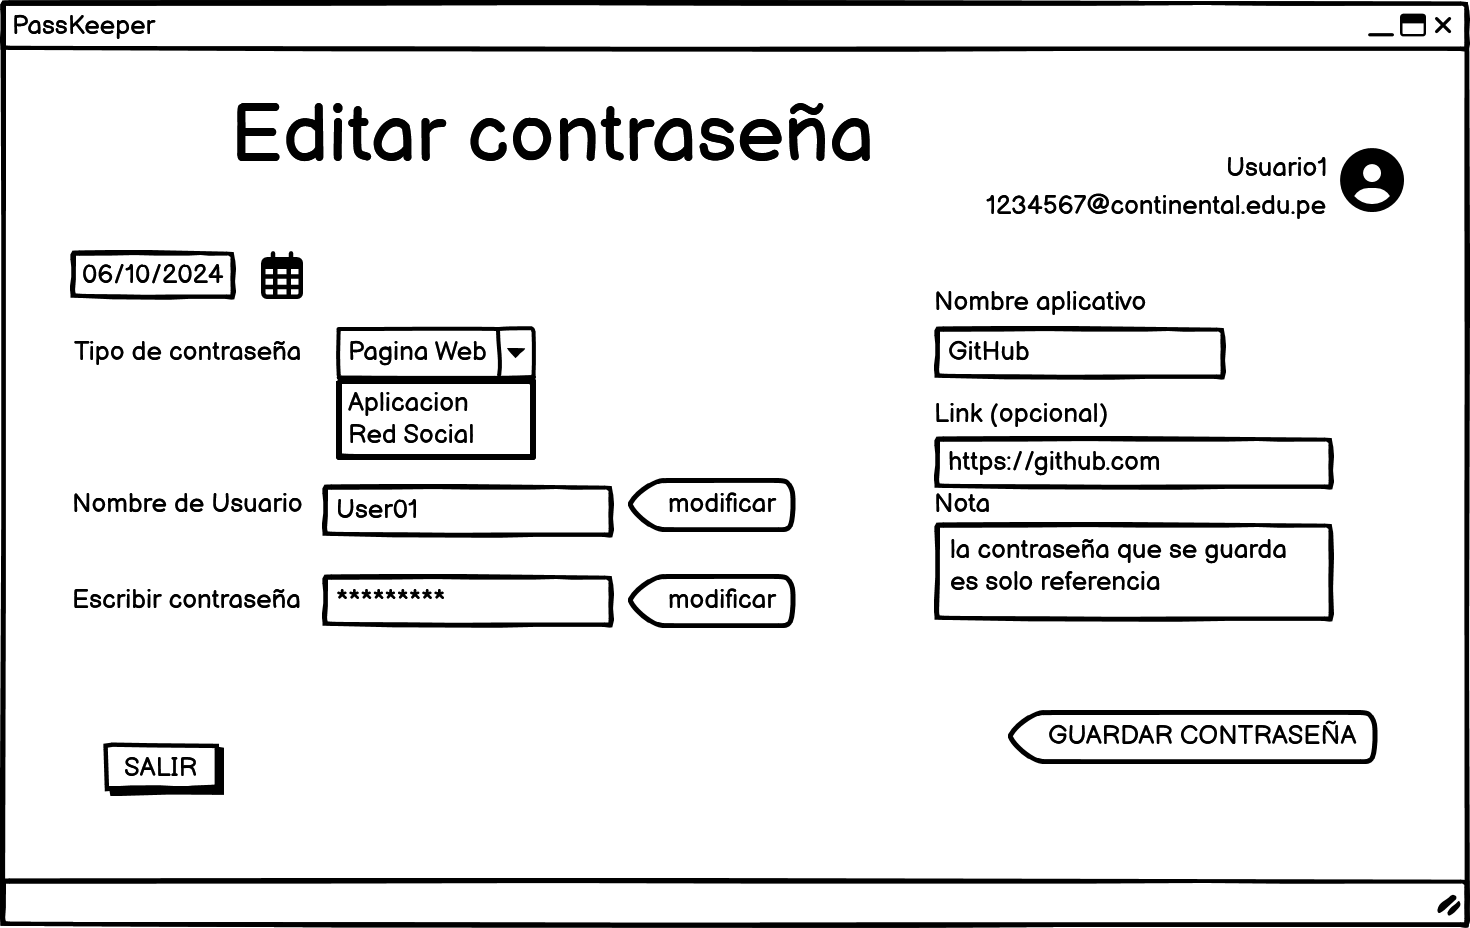 PassKeeper
Editar contraseña
Usuario1
1234567@continental.edu.pe
06/10/2024
Tipo de contraseña
Pagina Web
Aplicacion
Red Social
Nombre de Usuario
User01
modificar
Escribir contraseña
*********
modificar
Nombre aplicativo
GitHub
Link (opcional)
https://github.com
Nota
la contraseña que se guarda
es solo referencia
SALIR
GUARDAR CONTRASEÑA